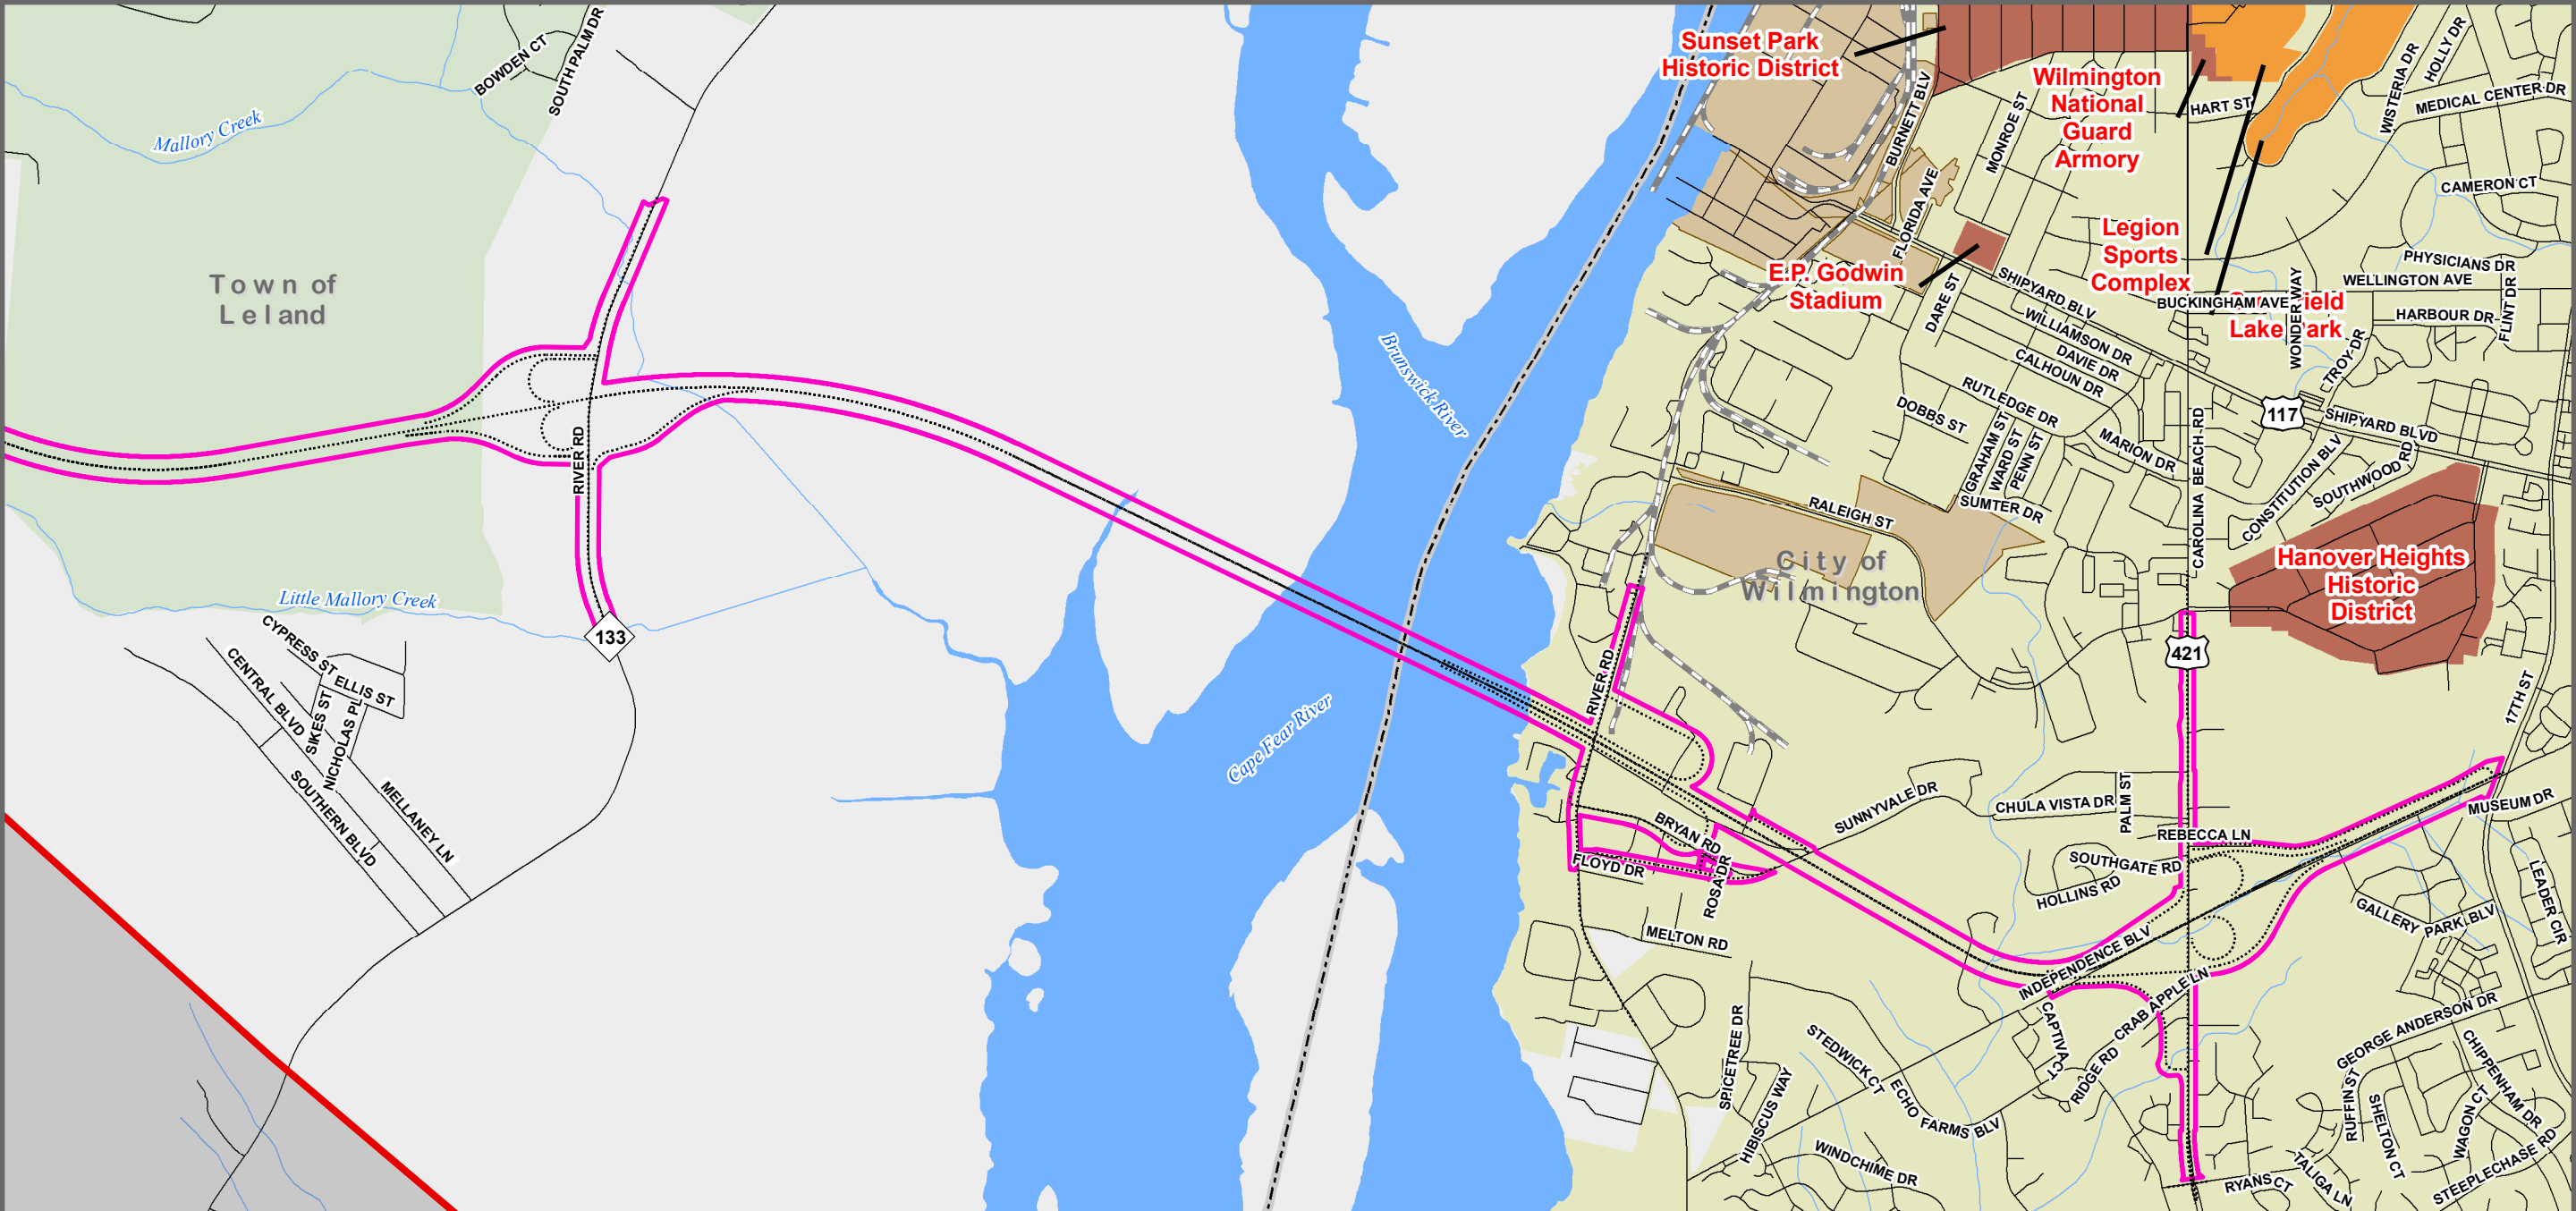 BOWDEN CT
SOUTH PALM DR
Mallory Creek
Town of
Leland
RIVER RD
133
Little Mallory Creek
CYPRESS ST
ELLIS ST
CENTRAL BLVD
SIKES ST
NICHOLAS PL
SOUTHERN BLVD
MELLANEY LN
Brunswick River
Cape Fear River
Sunset Park
Historic District
Wilmington
National
Guard
Armory
Legion
Sports
Complex
E.P. Godwin
Stadium
Lake Park
BURNETT BLV
FLORIDA AVE
MONROE ST
HART ST
WISTERIA DR
HOLLY DR
MEDICAL CENTER DR
CAMERON CT
PHYSICIANS DR
WELLINGTON AVE
BUCKINGHAM AVE
WONDER WAY
HARBOUR DR
FLINT DR
TROY DR
DARE ST
SHIPYARD BLV
WILLIAMSON DR
DAVIE DR
CALHOUN DR
RUTLEDGE DR
DOBBS ST
GRAHAM ST
WARD ST
PENN ST
MARION DR
SUMTER DR
RALEIGH ST
CAROLINA BEACH RD
117
SHIPYARD BLVD
CONSTITUTION BLV
SOUTHWOOD RD
City of
Wilmington
Hanover Heights
Historic
District
421
17TH ST
RIVER RD
BRYAN RD
FLOYD DR
ROSA DR
MELTON RD
SUNNYVALE DR
CHULA VISTA DR
PALM ST
REBECCA LN
SOUTHGATE RD
HOLLINS RD
MUSEUM DR
LEADER CIR
GALLERY PARK BLV
INDEPENDENCE BLV
CRAB APPLE LN
CAPTIVA CT
RIDGE RD
GEORGE ANDERSON DR
CHIPPENHAM DR
SPICETREE DR
HIBISCUS WAY
STEDWICK CT
ECHO FARMS BLV
WINDCHIME DR
RUFFIN ST
SHELTON CT
WAGON CT
STEEPLECHASE RD
TALIGA LN
RYANS CT